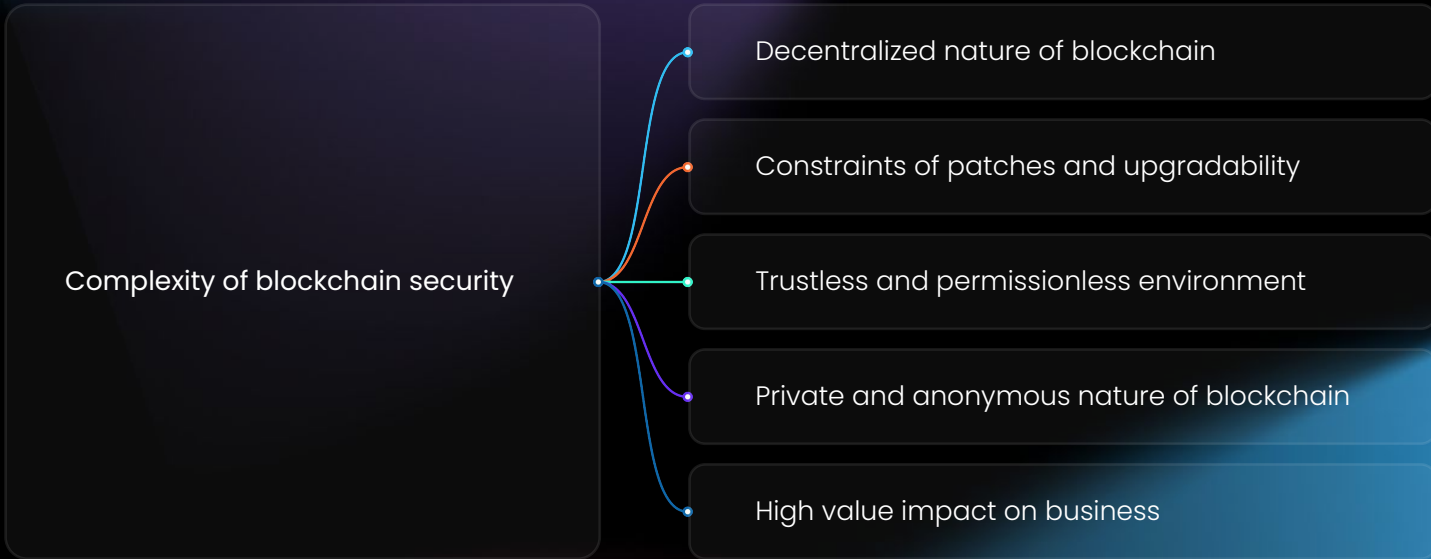 Complexity of blockchain security
Decentralized nature of blockchain
Constraints of patches and upgradability
Trustless and permissionless environment
Private and anonymous nature of blockchain
High value impact on business